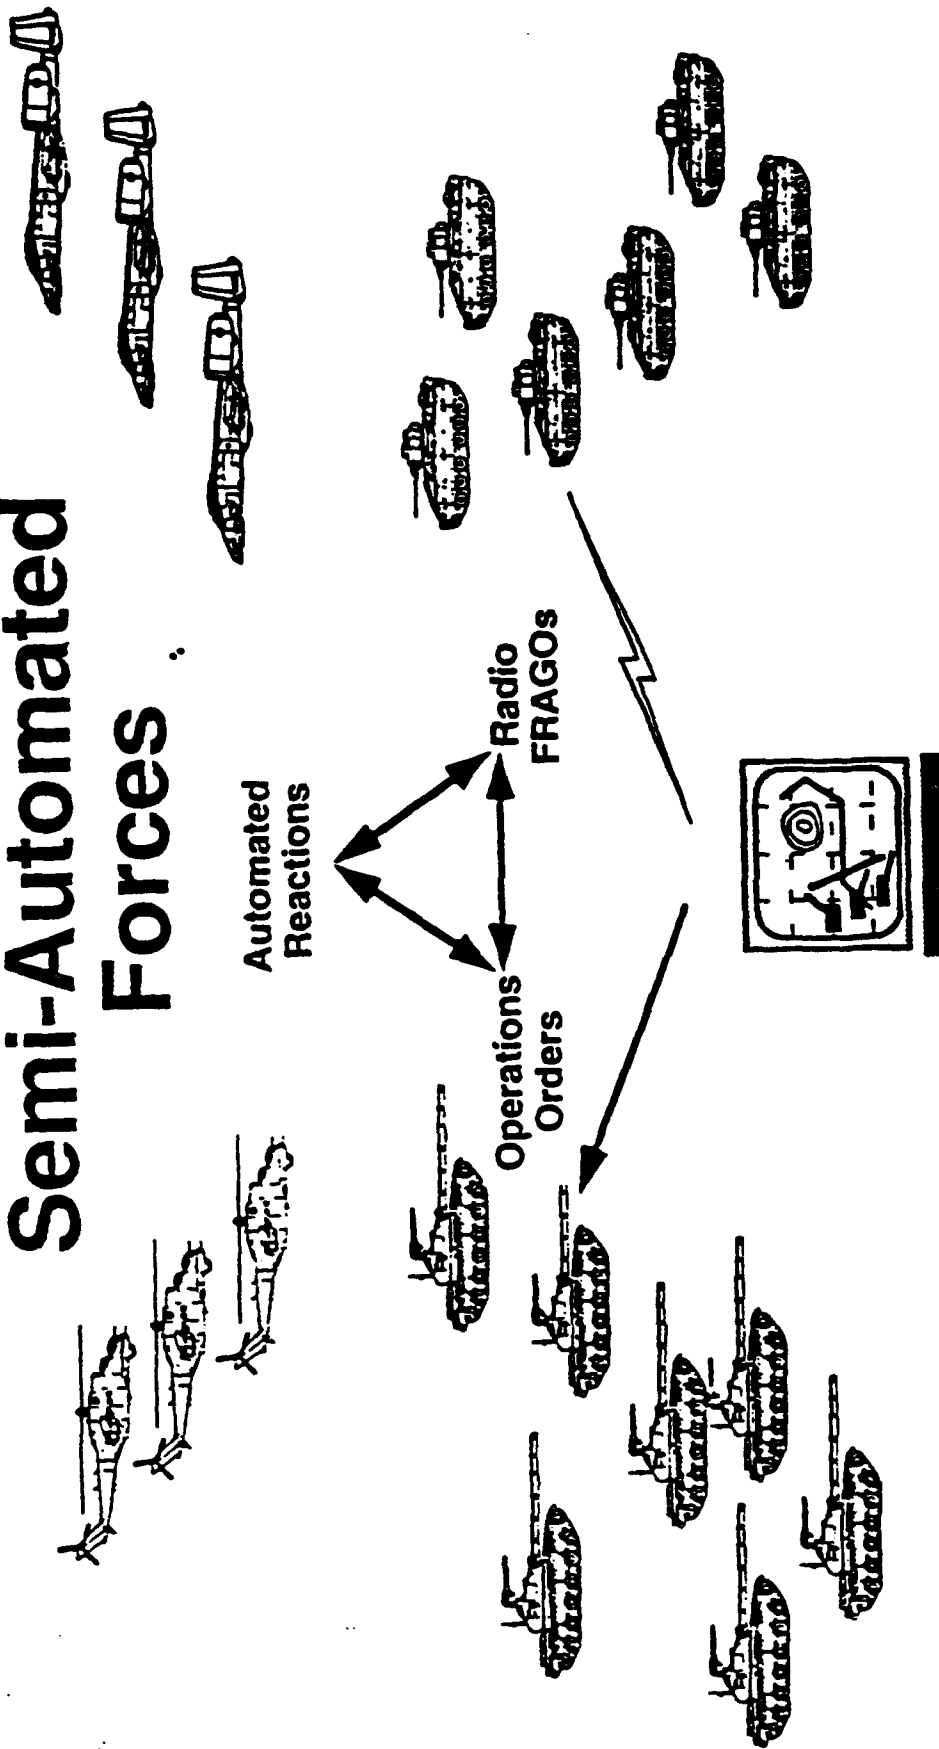 Semi-Automated
Forces
Automated
Reactions
Operations
Orders
Radio
FRAGOs